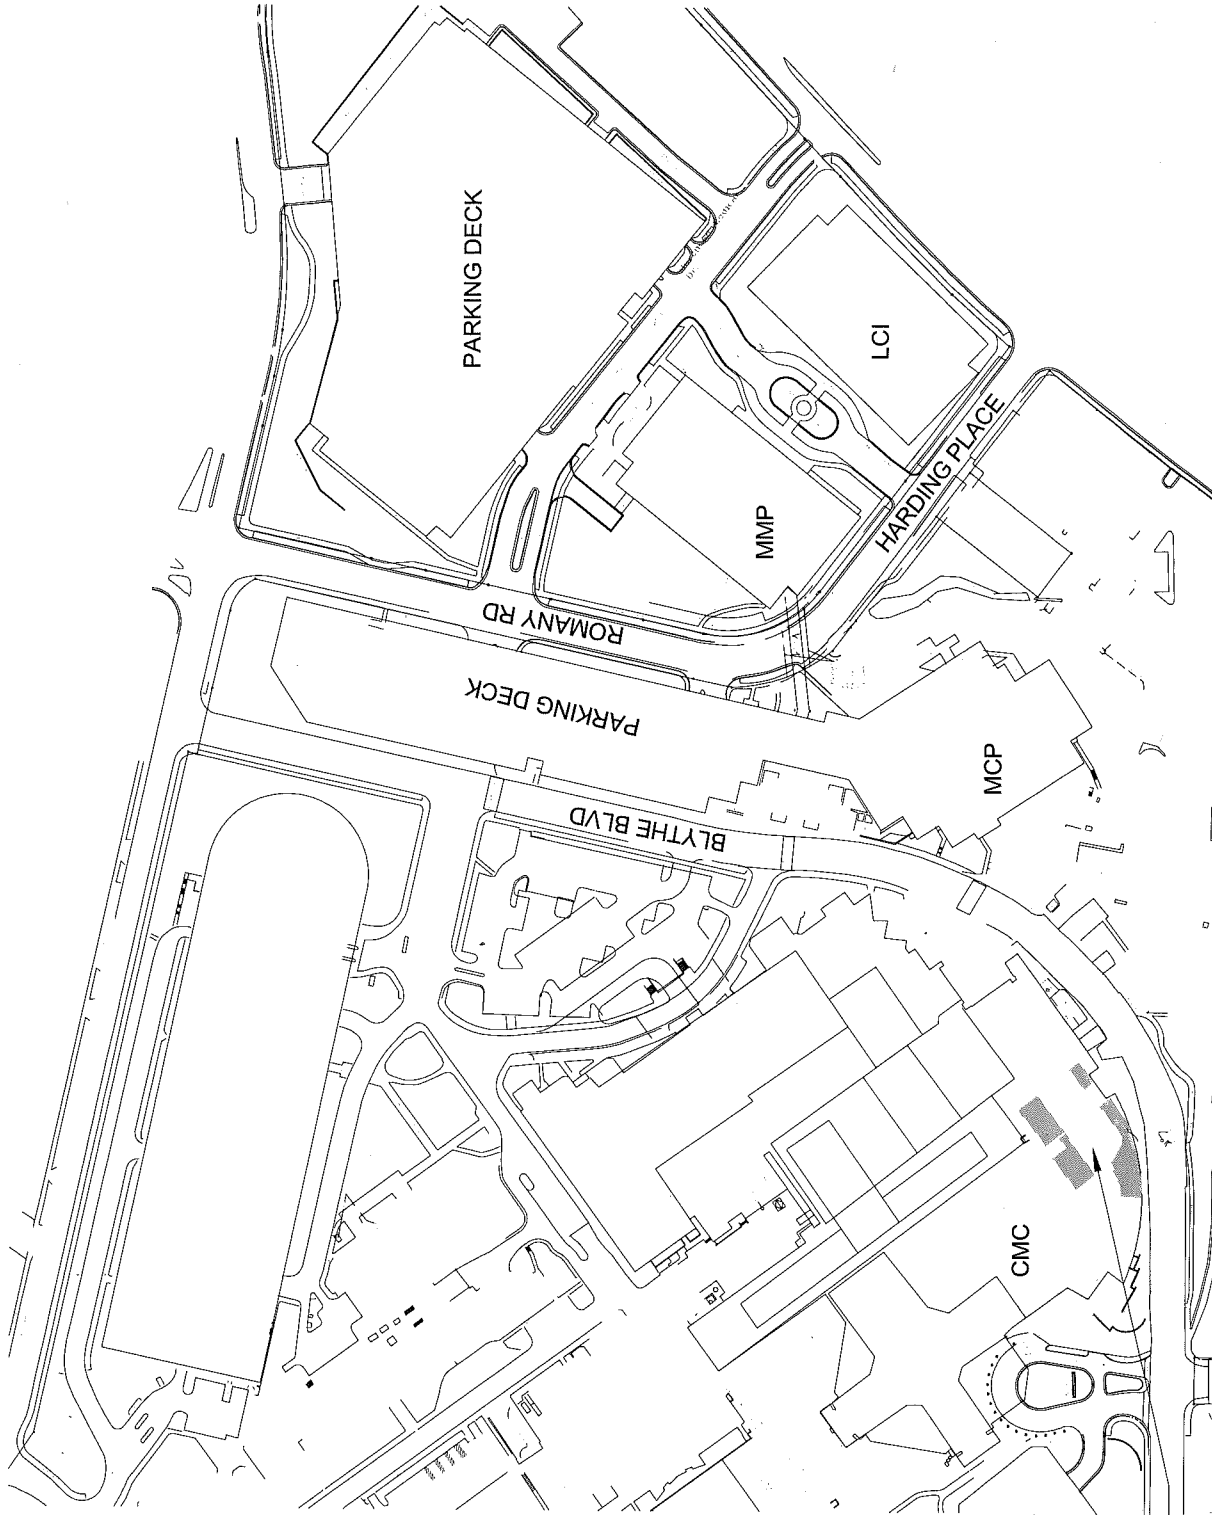 PARKING DECK
LCI
HARDING PLACE
MMP
ROMANY RD
PARKING DECK
MCP
BLYTHE BLVD
CMC